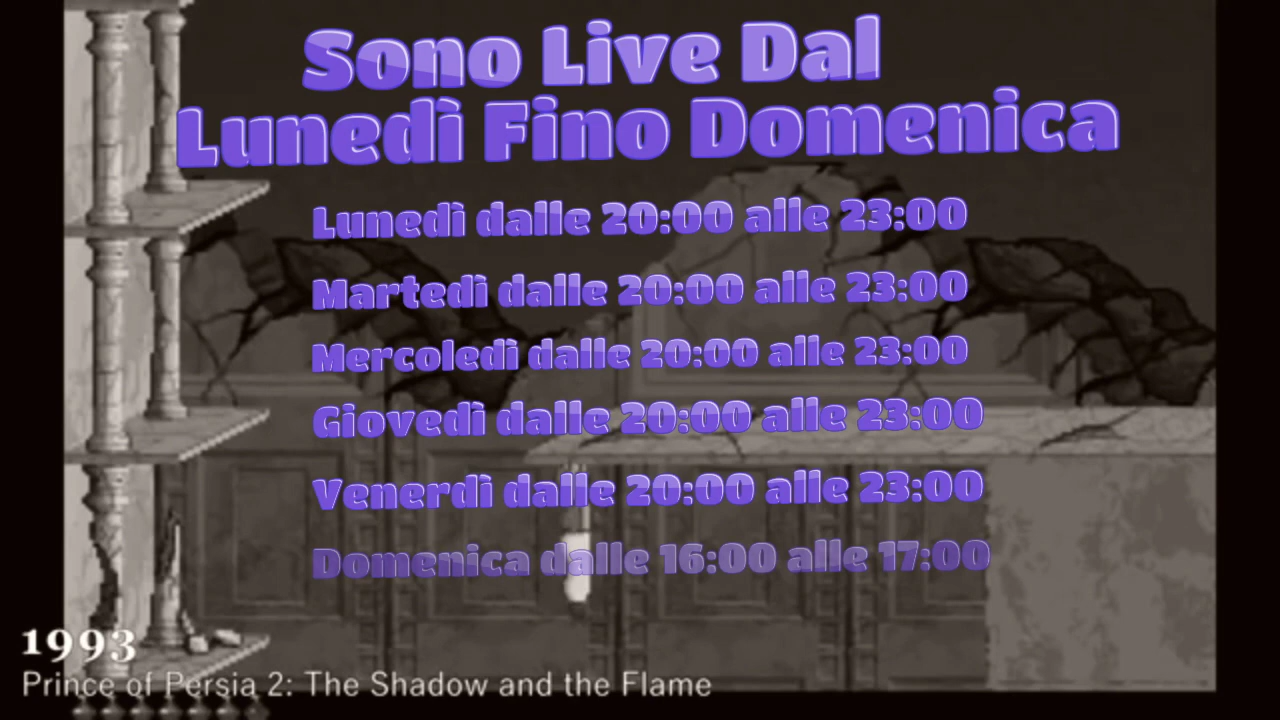 Sono Live Dal
Lunedì Fino Domenica
Lunedì dalle 20:00 alle 23:00
Martedì dalle 20:00 alle 23:00
Mercoledì dalle 20:00 alle 23:00
Giovedì dalle 20:00 alle 23:00
Venerdì dalle 20:00 alle 23:00
Domenica dalle 16:00 alle 17:00
1993
Prince of Persia 2: The Shadow and the Flame